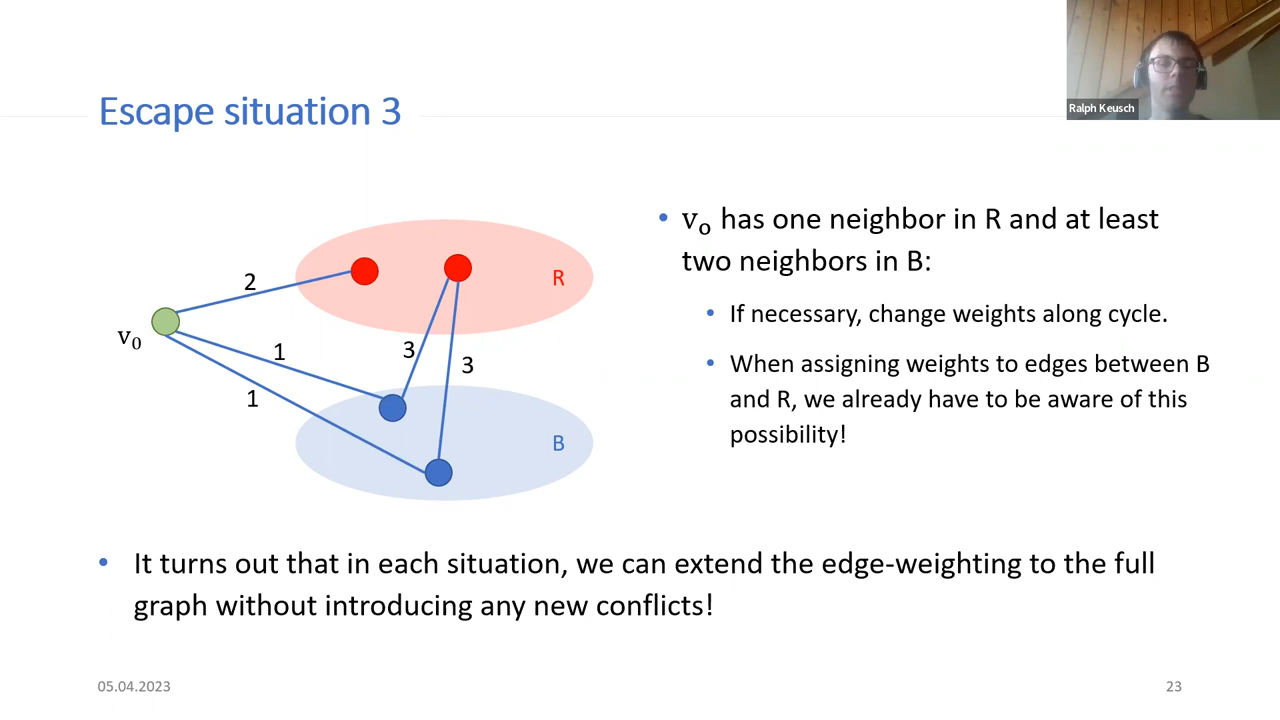 Ralph Keusch
Escape situation 3
2
R
v₀
1
3
3
1
B
• v₀ has one neighbor in R and at least
two neighbors in B:
• If necessary, change weights along cycle.
• When assigning weights to edges between B
and R, we already have to be aware of this
possibility!
• It turns out that in each situation, we can extend the edge-weighting to the full
graph without introducing any new conflicts!
05.04.2023
23